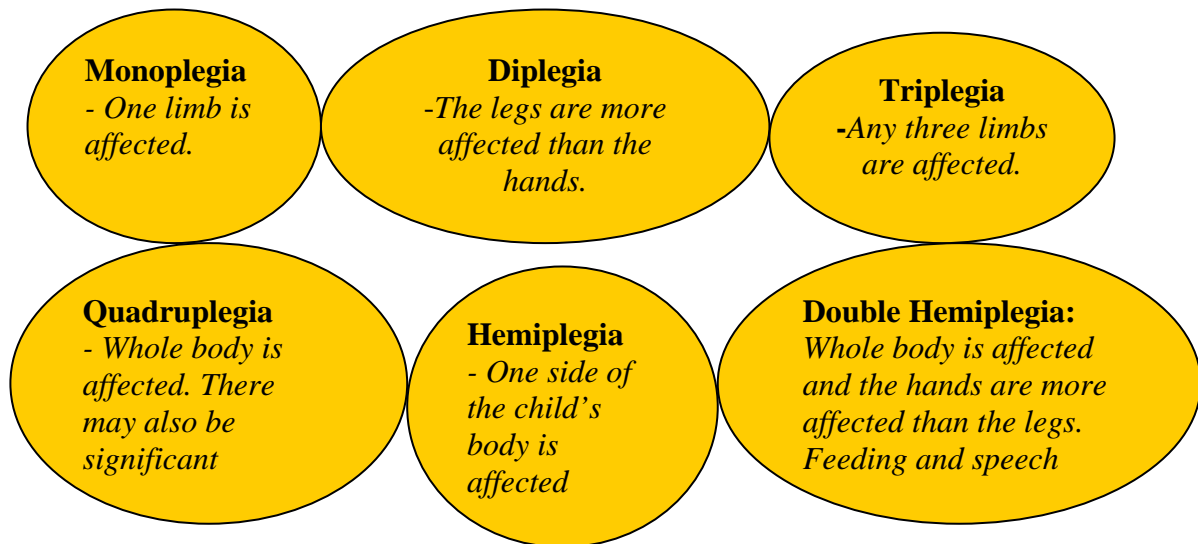 Monoplegia
- One limb is
affected.
Diplegia
-The legs are more
affected than the
hands.
Triplegia
-Any three limbs
are affected.
Quadruplegia
- Whole body is
affected. There
may also be
significant
Hemiplegia
- One side of
the child’s
body is
affected
Double Hemiplegia:
Whole body is affected
and the hands are more
affected than the legs.
Feeding and speech